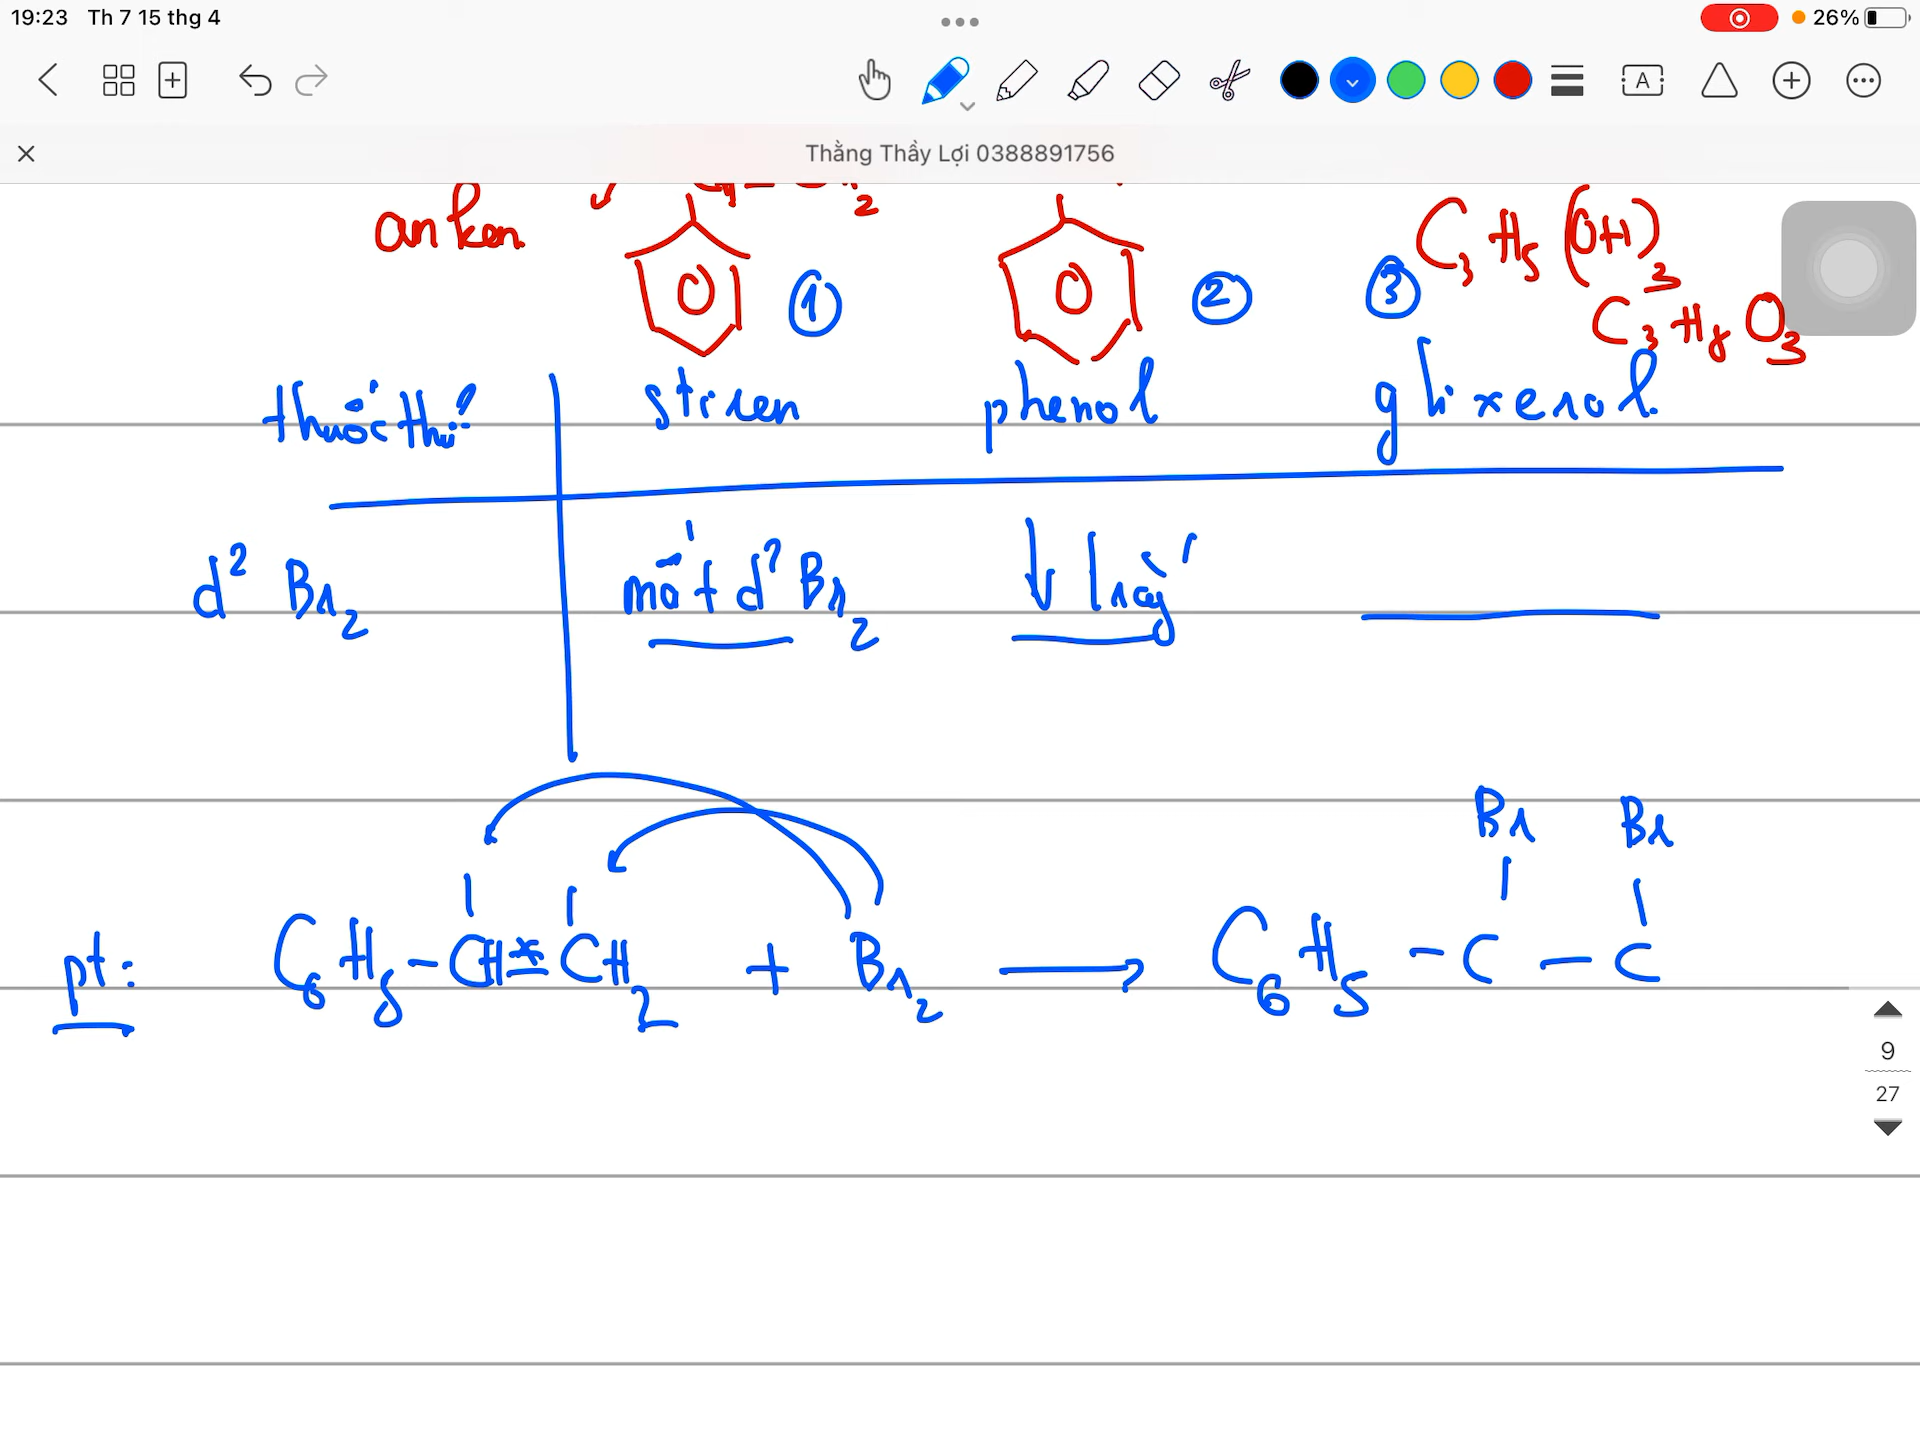 19:23 Th 7 15 thg 4
26%
A
Thằng Thầy Lợi 0388891756
2
anken
C3H5(OH)3
① ② ③
C3H8O3
thuốc thử stiren phenol glixerol
d² Br2 mất d² Br2 ↓ trắng
Br Br
pt: C6H5-CH=CH2 + Br2 → C6H5-C-C
9
27